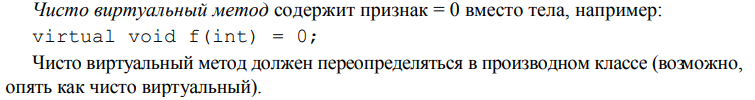 Чисто виртуальный метод содержит признак = 0 вместо тела, например:
virtual void f(int) = 0;
Чисто виртуальный метод должен переопределяться в производном классе (возможно,
опять как чисто виртуальный).